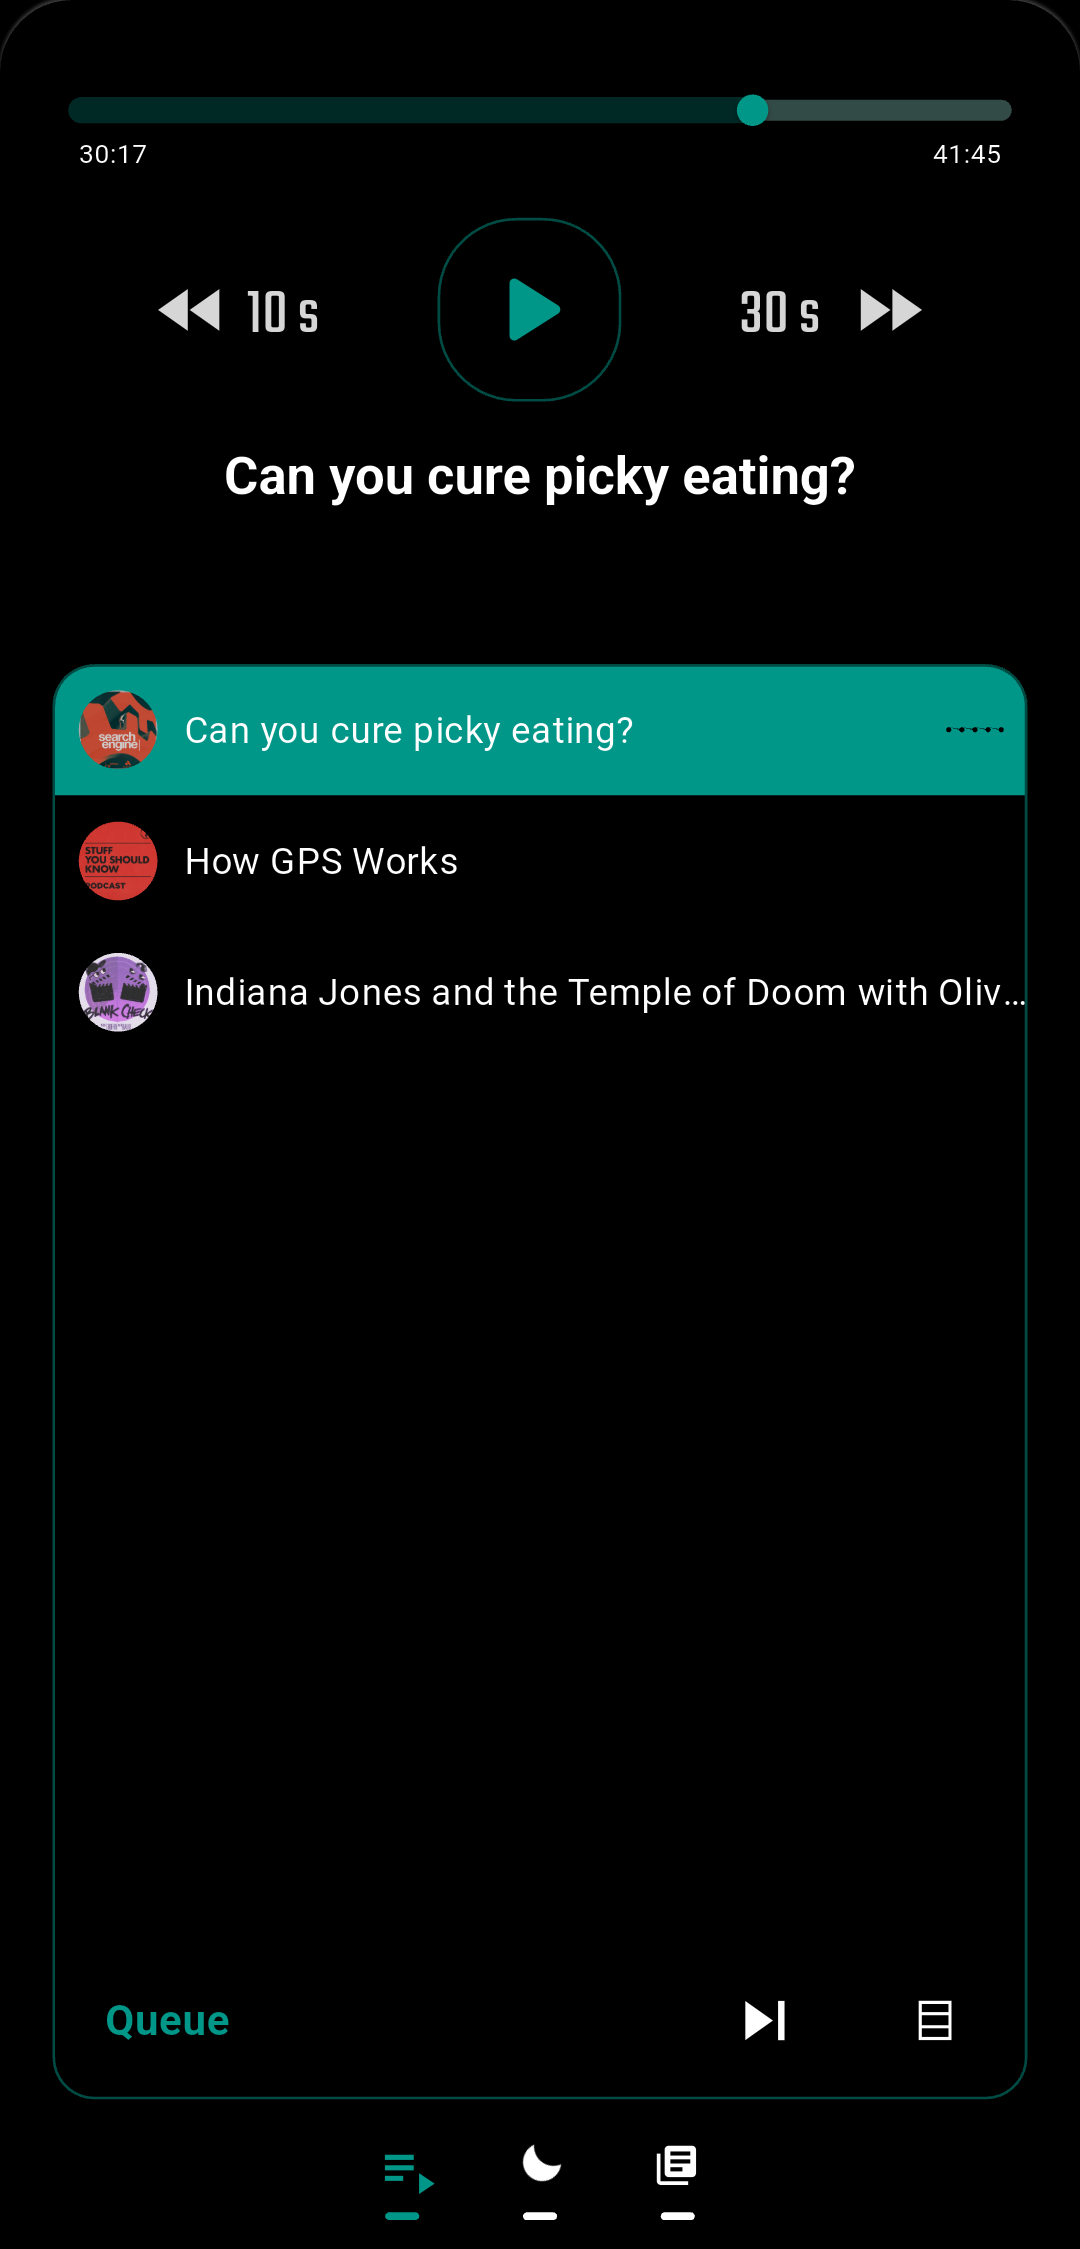 30:17 41:45
10 s 30 s
Can you cure picky eating?
search
engine
Can you cure picky eating?
STUFF
YOU SHOULD
KNOW
PODCAST
How GPS Works
BLANK CHECK
Indiana Jones and the Temple of Doom with Oliv...
Queue